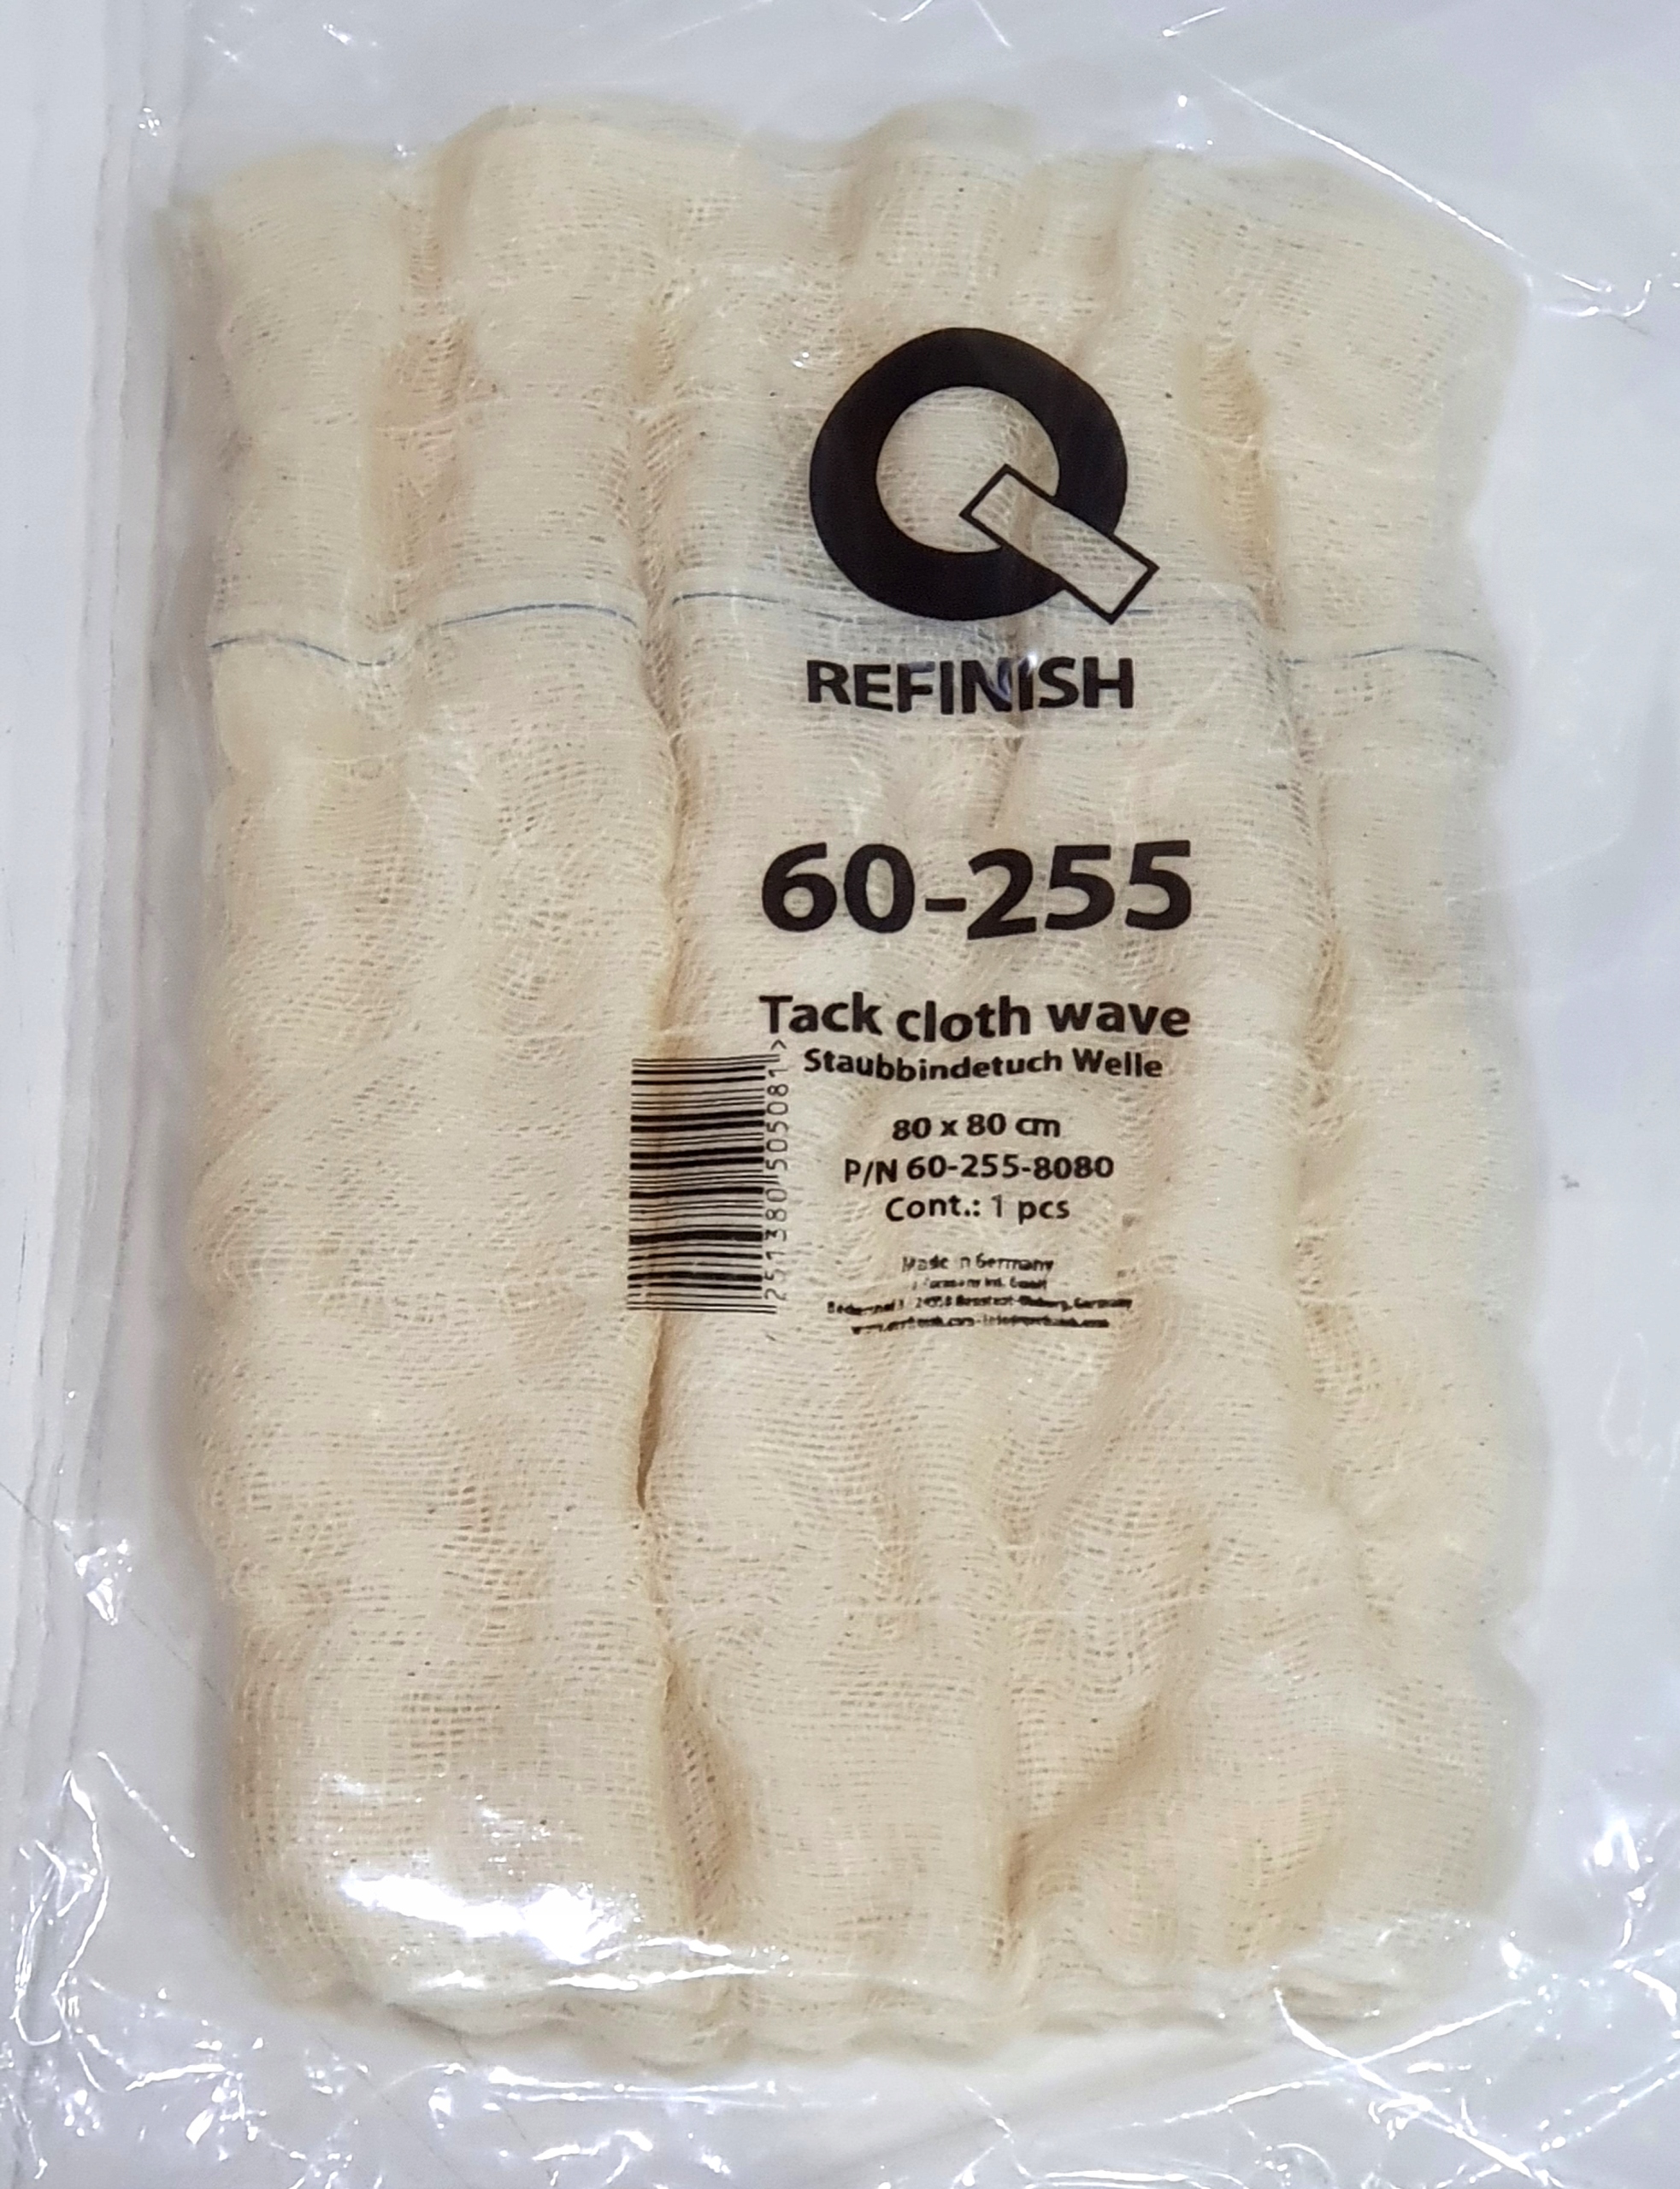 Q
REFINISH
60-255
Tack cloth wave
Staubbindetuch Welle
80 x 80 cm
P/N 60-255-8080
Cont.: 1 pcs
Made in Germany